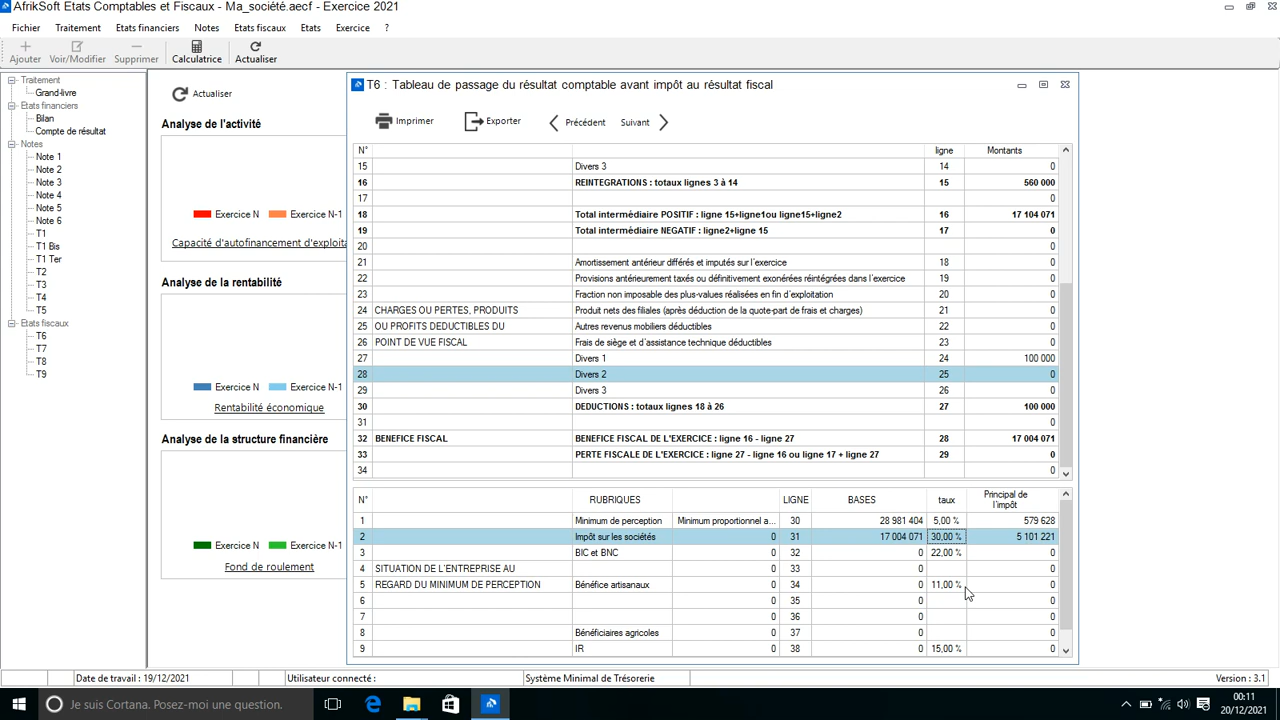 AfrikSoft Etats Comptables et Fiscaux - Ma_société.aecf - Exercice 2021
Fichier Traitement Etats financiers Notes Etats fiscaux Etats Exercice ?
Ajouter Voir/Modifier Supprimer Calculatrice Actualiser
Traitement
Grand-livre
Etats financiers
Bilan
Compte de résultat
Notes
Note 1
Note 2
Note 3
Note 4
Note 5
Note 6
T1
T1 Bis
T1 Ter
T2
T3
T4
T5
Etats fiscaux
T6
T7
T8
T9
Actualiser
Analyse de l'activité
Exercice N Exercice N-1
Capacité d'autofinancement d'exploita
Analyse de la rentabilité
Exercice N Exercice N-1
Rentabilité économique
Analyse de la structure financière
Exercice N Exercice N-1
Fond de roulement
T6 : Tableau de passage du résultat comptable avant impôt au résultat fiscal
Imprimer Exporter Précédent Suivant
N° ligne Montants
15 Divers 3 14 0
16 REINTEGRATIONS : totaux lignes 3 à 14 15 560 000
17 0
18 Total intermédiaire POSITIF : ligne 15+ligne1ou ligne15+ligne2 16 17 104 071
19 Total intermédiaire NEGATIF : ligne2+ligne 15 17 0
20 0
21 Amortissement antérieur différés et imputés sur l'exercice 18 0
22 Provisions antérieurement taxés ou définitivement exonérées réintégrées dans l'exercice 19 0
23 Fraction non imposable des plus-values réalisées en fin d'exploitation 20 0
24 CHARGES OU PERTES, PRODUITS Produit nets des filiales (après déduction de la quote-part de frais et charges) 21 0
25 OU PROFITS DEDUCTIBLES DU Autres revenus mobiliers déductibles 22 0
26 POINT DE VUE FISCAL Frais de siège et d'assistance technique déductibles 23 0
27 Divers 1 24 100 000
28 Divers 2 25 0
29 Divers 3 26 0
30 DEDUCTIONS : totaux lignes 18 à 26 27 100 000
31 0
32 BENEFICE FISCAL BENEFICE FISCAL DE L'EXERCICE : ligne 16 - ligne 27 28 17 004 071
33 PERTE FISCALE DE L'EXERCICE : ligne 27 - ligne 16 ou ligne 17 + ligne 27 29 0
34 0
N° RUBRIQUES LIGNE BASES taux Principal de l'impôt
1 Minimum de perception Minimum proportionnel a... 30 28 981 404 5,00 % 579 628
2 Impôt sur les sociétés 0 31 17 004 071 30,00 % 5 101 221
3 BIC et BNC 0 32 0 22,00 % 0
4 SITUATION DE L'ENTREPRISE AU 0 33 0 0
5 REGARD DU MINIMUM DE PERCEPTION Bénéfice artisanaux 0 34 0 11,00 % 0
6 0 35 0 0
7 0 36 0 0
8 Bénéficiaires agricoles 0 37 0 0
9 IR 0 38 0 15,00 % 0
Date de travail : 19/12/2021 Utilisateur connecté : Système Minimal de Trésorerie Version : 3.1
Je suis Cortana. Posez-moi une question.
00:11
20/12/2021